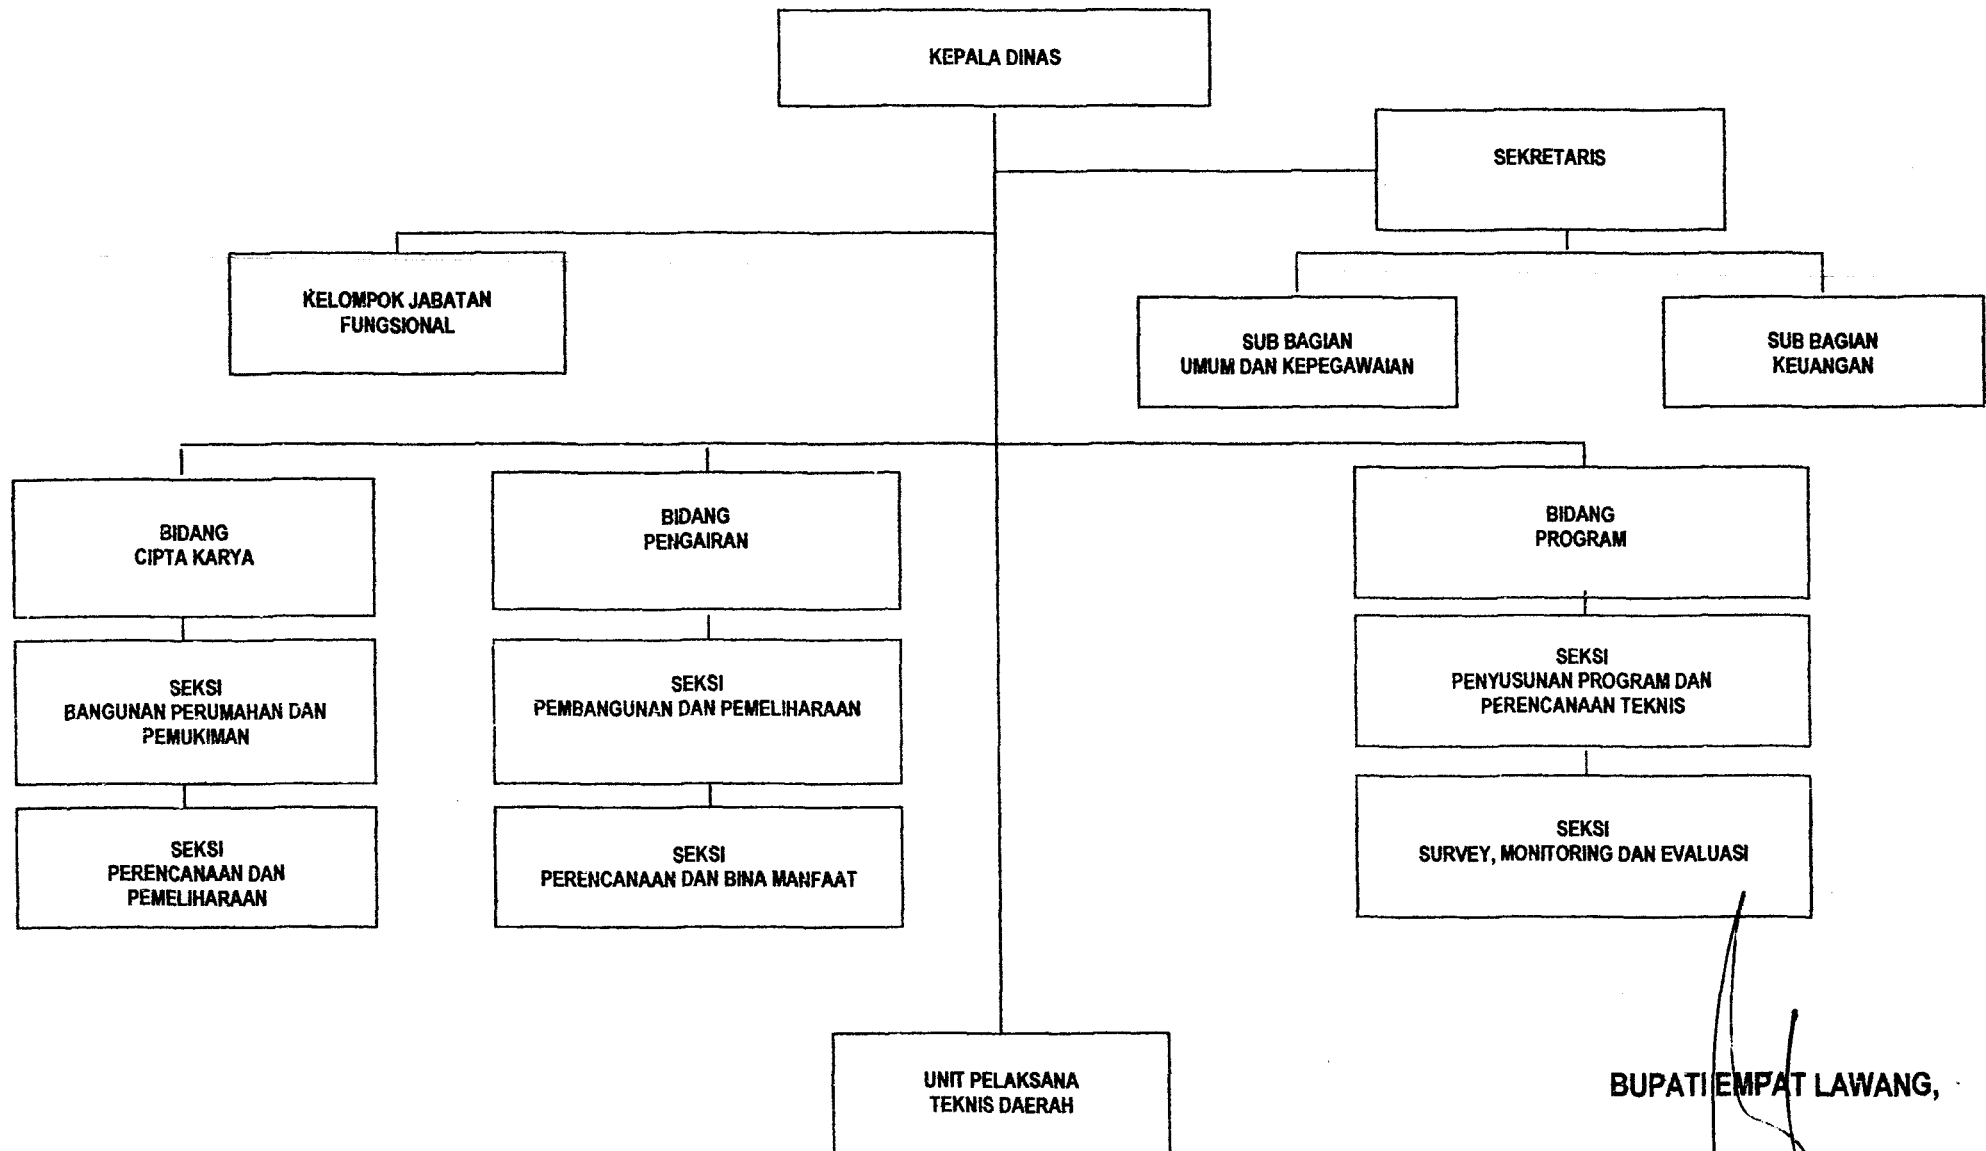 KEPALA DINAS
SEKRETARIS
KELOMPOK JABATAN
FUNGSIONAL
SUB BAGIAN
UMUM DAN KEPEGAWAIAN
SUB BAGIAN
KEUANGAN
BIDANG
CIPTA KARYA
BIDANG
PENGAIRAN
BIDANG
PROGRAM
SEKSI
BANGUNAN PERUMAHAN DAN
PEMUKIMAN
SEKSI
PEMBANGUNAN DAN PEMELIHARAAN
SEKSI
PENYUSUNAN PROGRAM DAN
PERENCANAAN TEKNIS
SEKSI
PERENCANAAN DAN
PEMELIHARAAN
SEKSI
PERENCANAAN DAN BINA MANFAAT
SEKSI
SURVEY, MONITORING DAN EVALUASI
UNIT PELAKSANA
TEKNIS DAERAH
BUPATI EMPAT LAWANG,